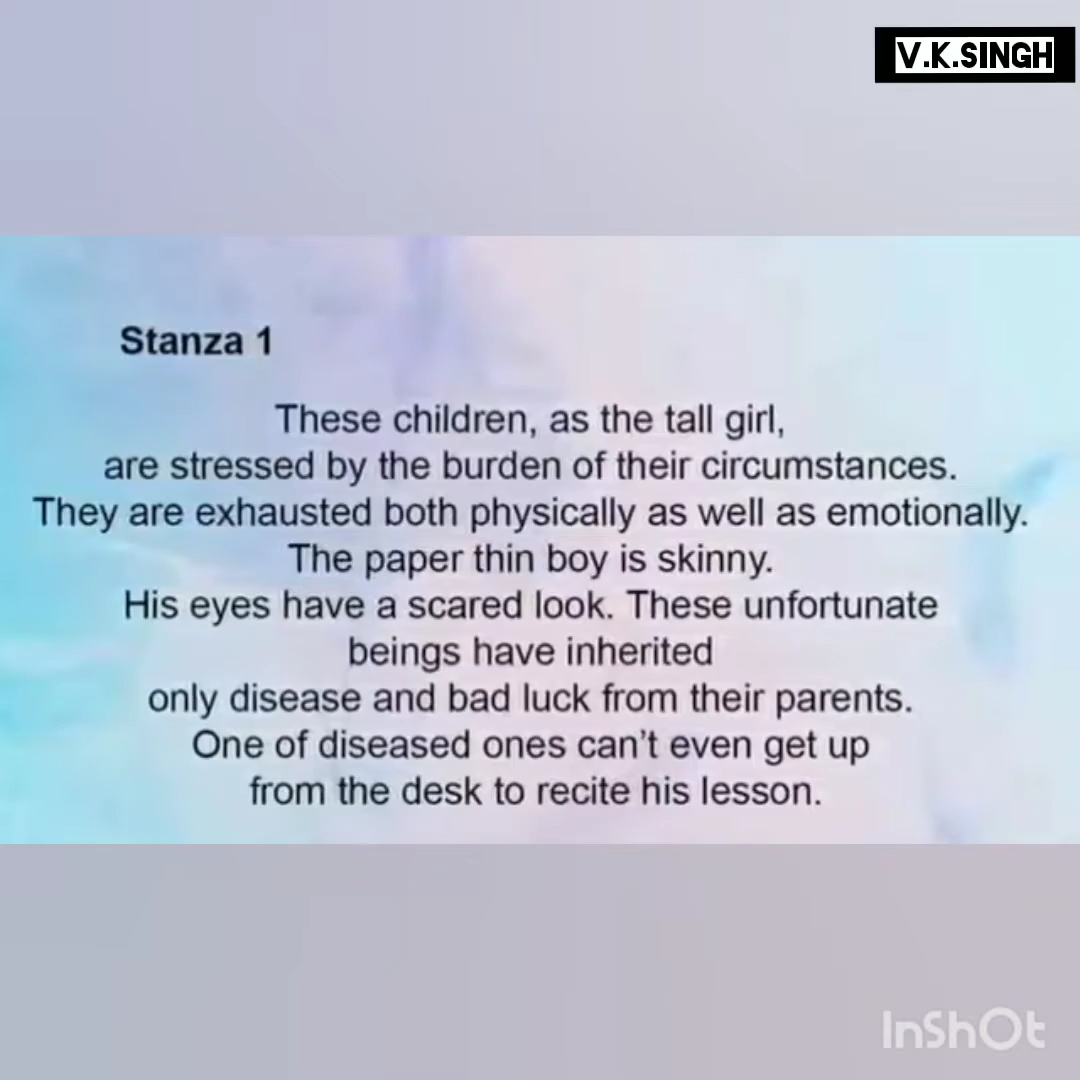 V.K.SINGH
Stanza 1
These children, as the tall girl,
are stressed by the burden of their circumstances.
They are exhausted both physically as well as emotionally.
The paper thin boy is skinny.
His eyes have a scared look. These unfortunate
beings have inherited
only disease and bad luck from their parents.
One of diseased ones can't even get up
from the desk to recite his lesson.
InShOt